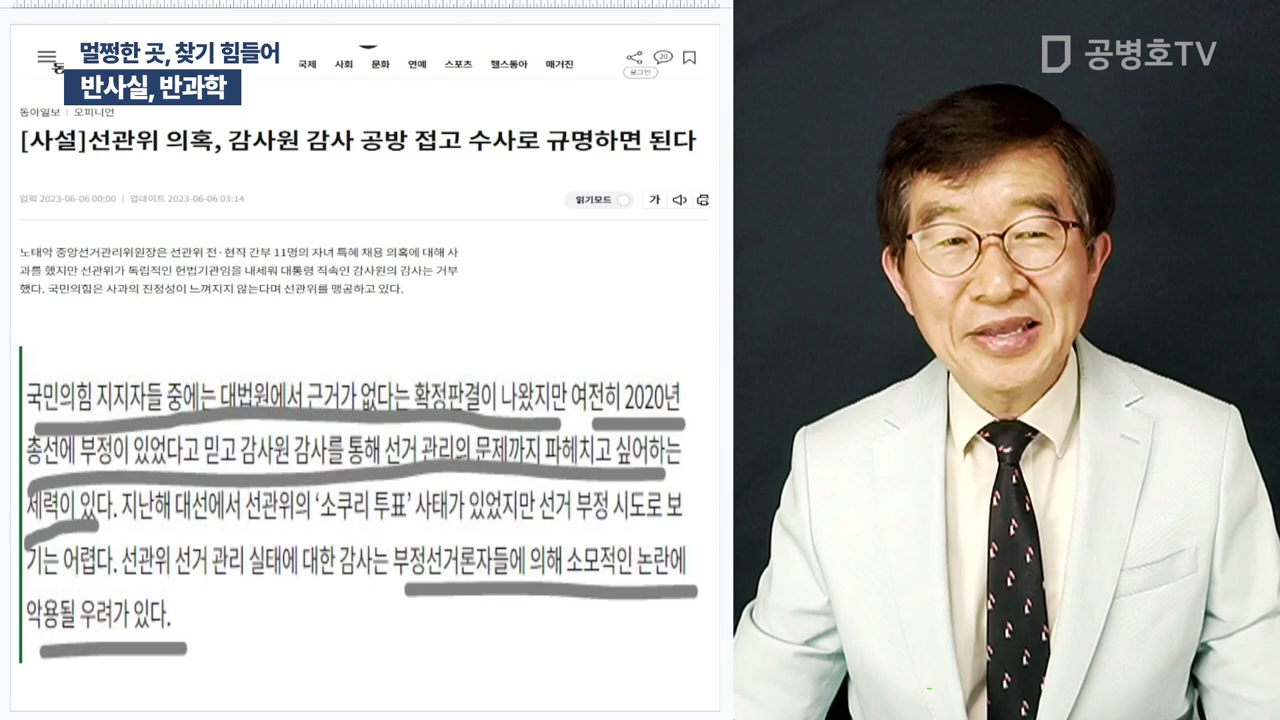 멀쩡한 곳, 찾기 힘들어
반사실, 반과학
국제 사회 문화 연예 스포츠 헬스동아 매거진
20
로그인
공병호TV
동아일보 | 오피니언
[사설]선관위 의혹, 감사원 감사 공방 접고 수사로 규명하면 된다
입력 2023-06-06 00:00 | 업데이트 2023-06-06 03:14
읽기모드 가
노태악 중앙선거관리위원장은 선관위 전·현직 간부 11명의 자녀 특혜 채용 의혹에 대해 사
과를 했지만 선관위가 독립적인 헌법기관임을 내세워 대통령 직속인 감사원의 감사는 거부
했다. 국민의힘은 사과의 진정성이 느껴지지 않는다며 선관위를 맹공하고 있다.
국민의힘 지지자들 중에는 대법원에서 근거가 없다는 확정판결이 나왔지만 여전히 2020년
총선에 부정이 있었다고 믿고 감사원 감사를 통해 선거 관리의 문제까지 파헤치고 싶어하는
세력이 있다. 지난해 대선에서 선관위의 ‘소쿠리 투표’ 사태가 있었지만 선거 부정 시도로 보
기는 어렵다. 선관위 선거 관리 실태에 대한 감사는 부정선거론자들에 의해 소모적인 논란에
악용될 우려가 있다.